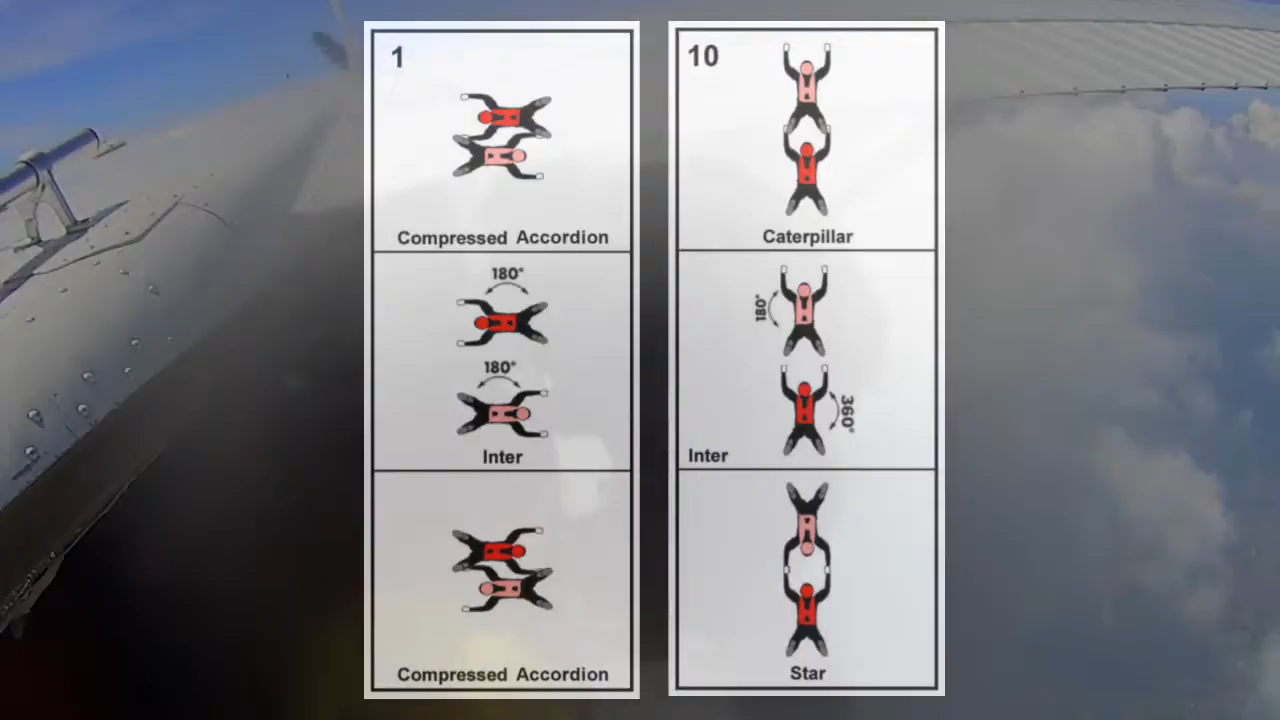 1
Compressed Accordion
180°
180°
Inter
Compressed Accordion
10
Caterpillar
180°
360°
Inter
Star